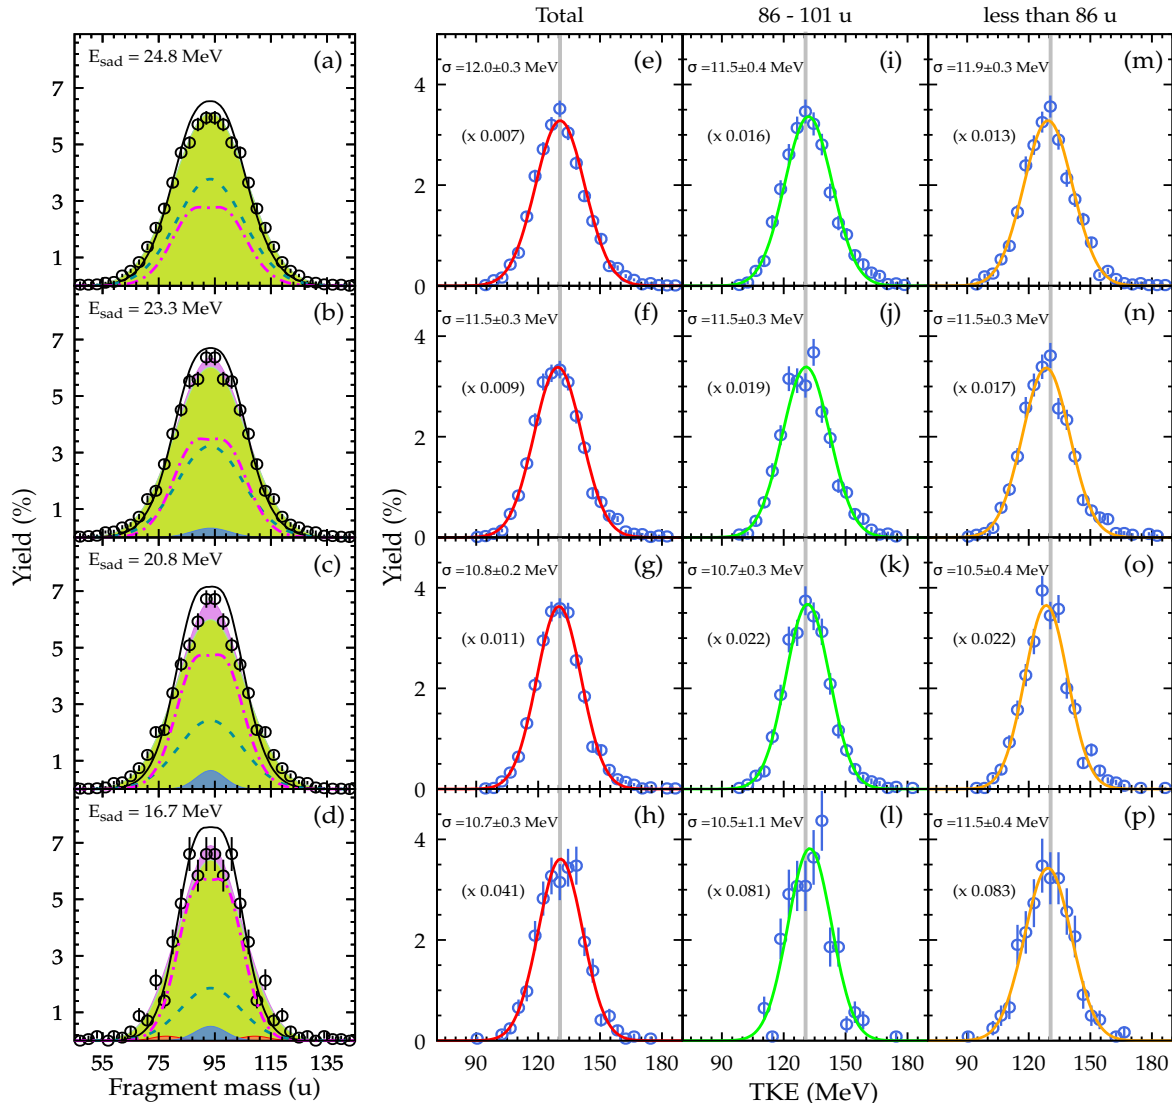 Total
86 - 101 u
less than 86 u
E_sad = 24.8 MeV
(a)
7
5
3
1
E_sad = 23.3 MeV
(b)
7
5
3
1
E_sad = 20.8 MeV
(c)
7
5
3
1
E_sad = 16.7 MeV
(d)
7
5
3
1
55 75 95 115 135
Fragment mass (u)
Yield (%)
Yield (%)
σ =12.0±0.3 MeV
(e)
(x 0.007)
4
2
0
σ =11.5±0.4 MeV
(i)
(x 0.016)
σ =11.9±0.3 MeV
(m)
(x 0.013)
σ =11.5±0.3 MeV
(f)
(x 0.009)
4
2
0
σ =11.5±0.3 MeV
(j)
(x 0.019)
σ =11.5±0.3 MeV
(n)
(x 0.017)
σ =10.8±0.2 MeV
(g)
(x 0.011)
4
2
0
σ =10.7±0.3 MeV
(k)
(x 0.022)
σ =10.5±0.4 MeV
(o)
(x 0.022)
σ =10.7±0.3 MeV
(h)
(x 0.041)
4
2
0
σ =10.5±1.1 MeV
(l)
(x 0.081)
σ =11.5±0.4 MeV
(p)
(x 0.083)
90 120 150 180
90 120 150 180
90 120 150 180
TKE (MeV)